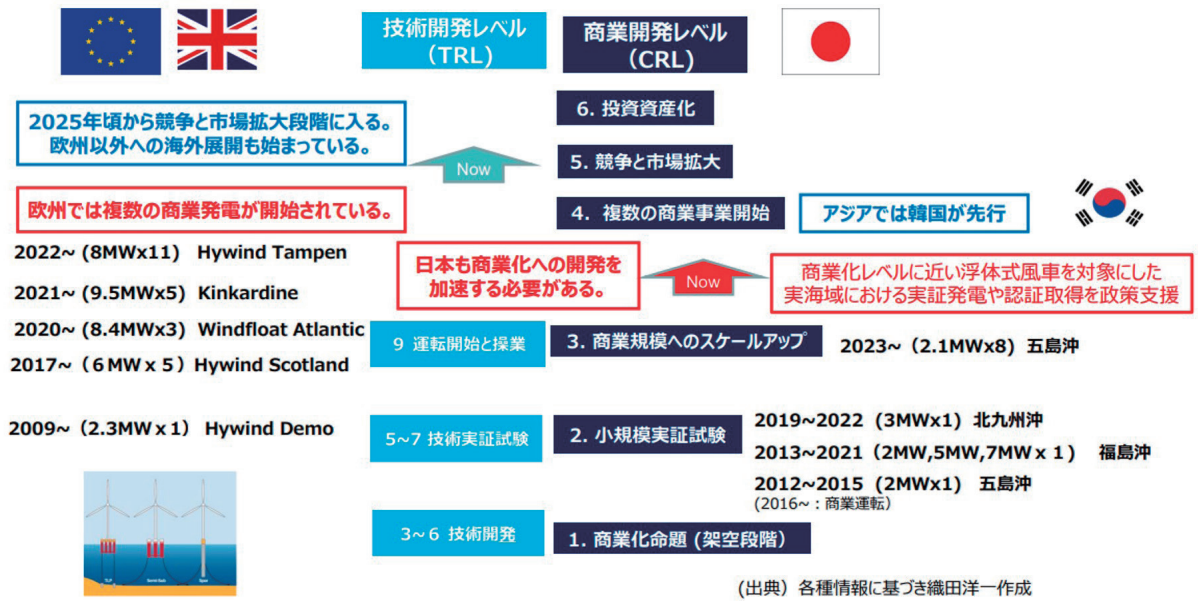 技術開発レベル
(TRL)
商業開発レベル
(CRL)
6. 投資資産化
2025年頃から競争と市場拡大段階に入る。
欧州以外への海外展開も始まっている。
Now
5. 競争と市場拡大
欧州では複数の商業発電が開始されている。
4. 複数の商業事業開始
アジアでは韓国が先行
2022~ (8MWx11) Hywind Tampen
2021~ (9.5MWx5) Kinkardine
2020~ (8.4MWx3) Windfloat Atlantic
2017~ (6MWx5) Hywind Scotland
日本も商業化への開発を
加速する必要がある。
Now
商業化レベルに近い浮体式風車を対象にした
実海域における実証発電や認証取得を政策支援
9 運転開始と操業
3. 商業規模へのスケールアップ
2023~ (2.1MWx8) 五島沖
2009~ (2.3MWx1) Hywind Demo
5~7 技術実証試験
2. 小規模実証試験
2019~2022 (3MWx1) 北九州沖
2013~2021 (2MW,5MW,7MWx1) 福島沖
2012~2015 (2MWx1) 五島沖
(2016~：商業運転)
3~6 技術開発
1. 商業化命題 (架空段階)
TLP
Semi-Sub
Spar
(出典) 各種情報に基づき織田洋一作成